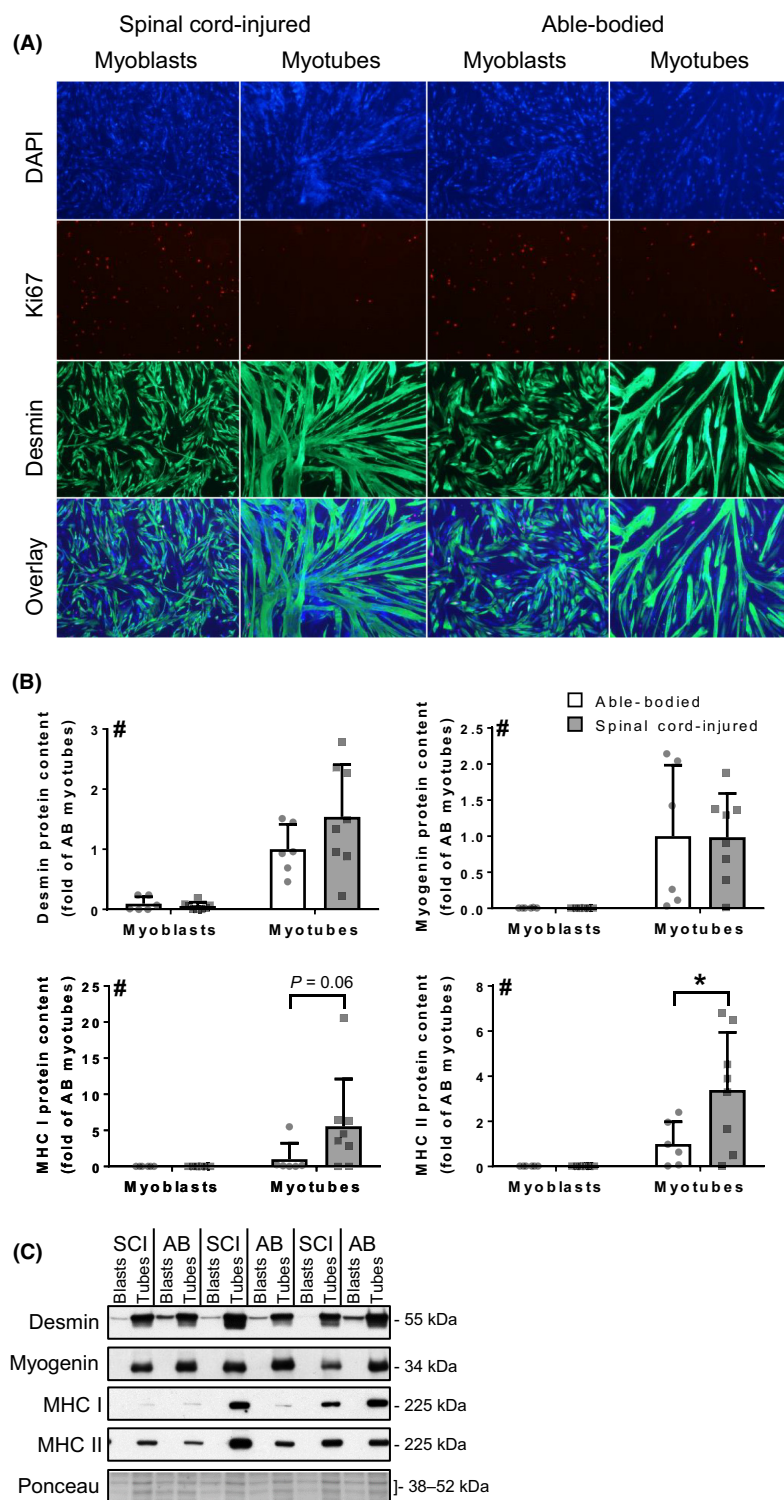 (A)
Spinal cord-injured Able-bodied
Myoblasts Myotubes Myoblasts Myotubes
DAPI
Ki67
Desmin
Overlay
(B)
Able-bodied
Spinal cord-injured
#
Desmin protein content
(fold of AB myotubes)
3
2
1
0
Myoblasts Myotubes
#
Myogenin protein content
(fold of AB myotubes)
2.5
2.0
1.5
1.0
0.5
0.0
Myoblasts Myotubes
#
P = 0.06
MHC I protein content
(fold of AB myotubes)
25
20
15
10
5
0
Myoblasts Myotubes
#
*
MHC II protein content
(fold of AB myotubes)
8
6
4
2
0
Myoblasts Myotubes
(C)
SCI AB SCI AB SCI AB
Blasts Tubes Blasts Tubes Blasts Tubes Blasts Tubes Blasts Tubes Blasts Tubes
Desmin - 55 kDa
Myogenin - 34 kDa
MHC I - 225 kDa
MHC II - 225 kDa
Ponceau ]- 38–52 kDa